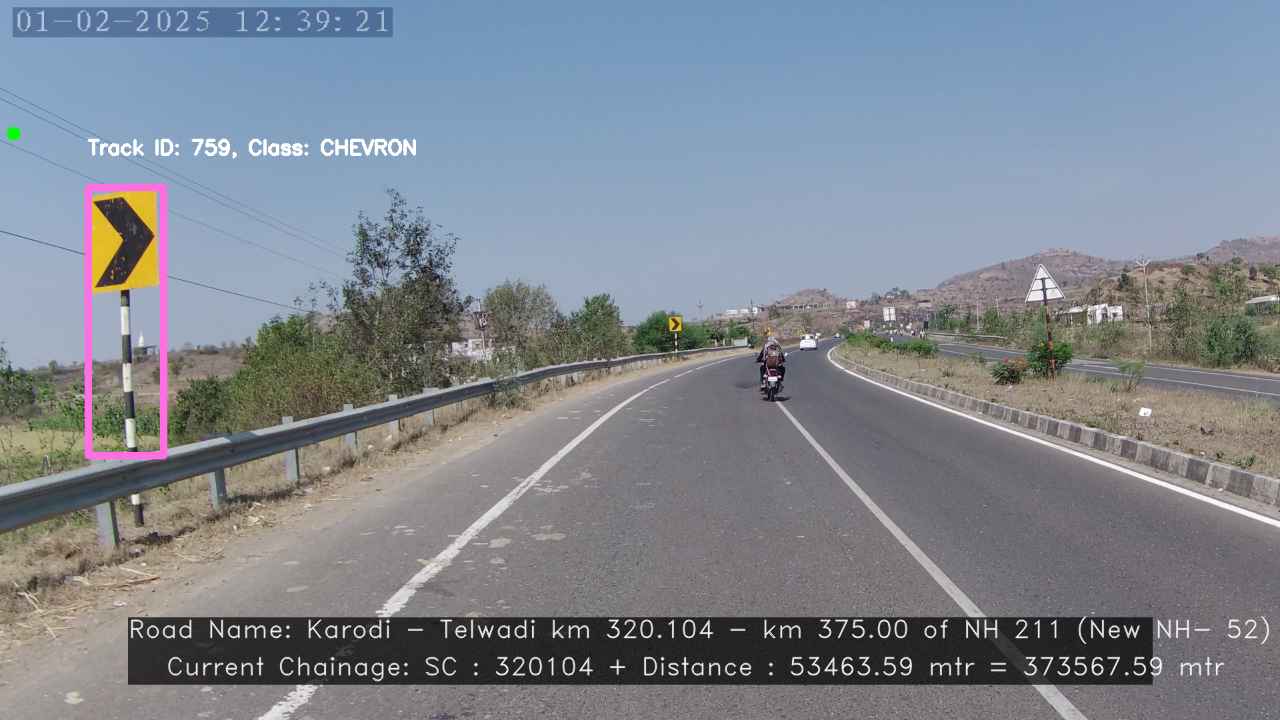 01-02-2025 12:39:21
Track ID: 759, Class: CHEVRON
Road Name: Karodi - Telwadi km 320.104 - km 375.00 of NH 211 (New NH- 52)
Current Chainage: SC : 320104 + Distance : 53463.59 mtr = 373567.59 mtr